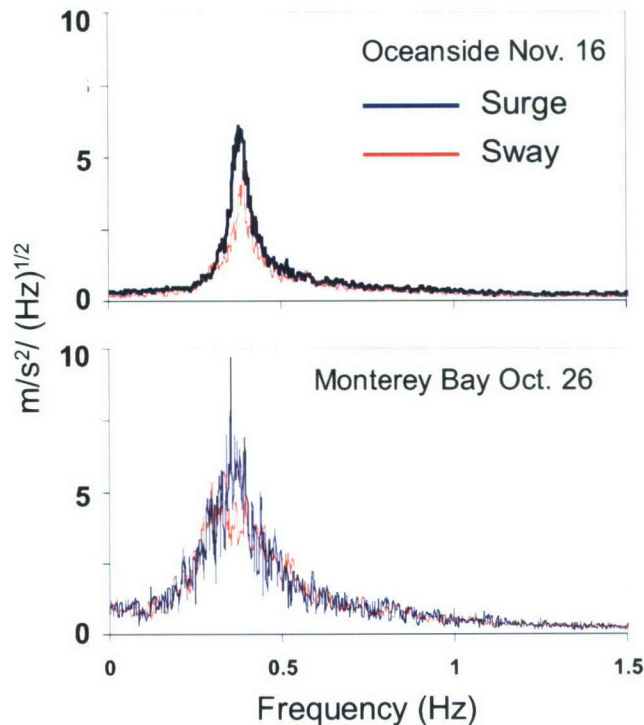 10
Oceanside Nov. 16
Surge
Sway
5
0
m/s²/ (Hz)¹/²
10
Monterey Bay Oct. 26
5
0
0
0.5
1
1.5
Frequency (Hz)